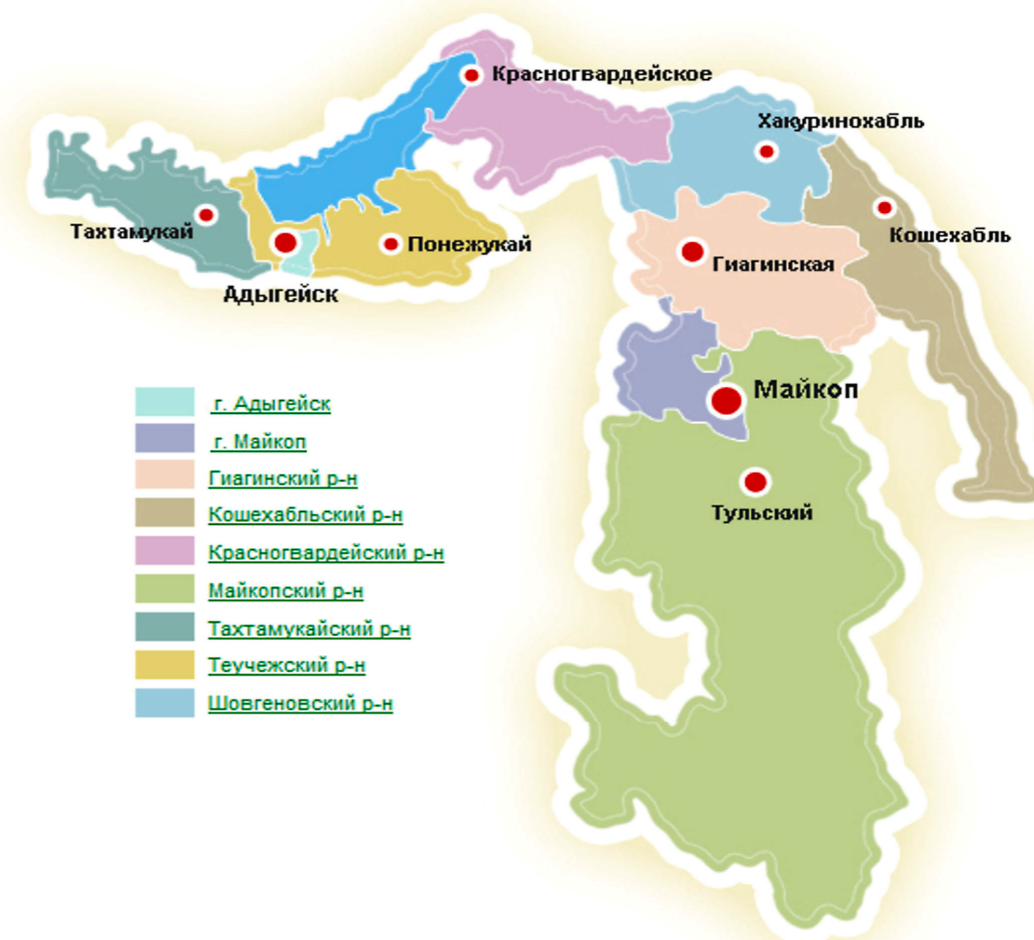 Красногвардейское
Хакуринохабль
Тахтамукай
Понежукай
Кошехабль
Гиагинская
Адыгейск
Майкоп
г. Адыгейск
г. Майкоп
Гиагинский р-н
Тульский
Кошехабльский р-н
Красногвардейский р-н
Майкопский р-н
Тахтамукайский р-н
Теучежский р-н
Шовгеновский р-н